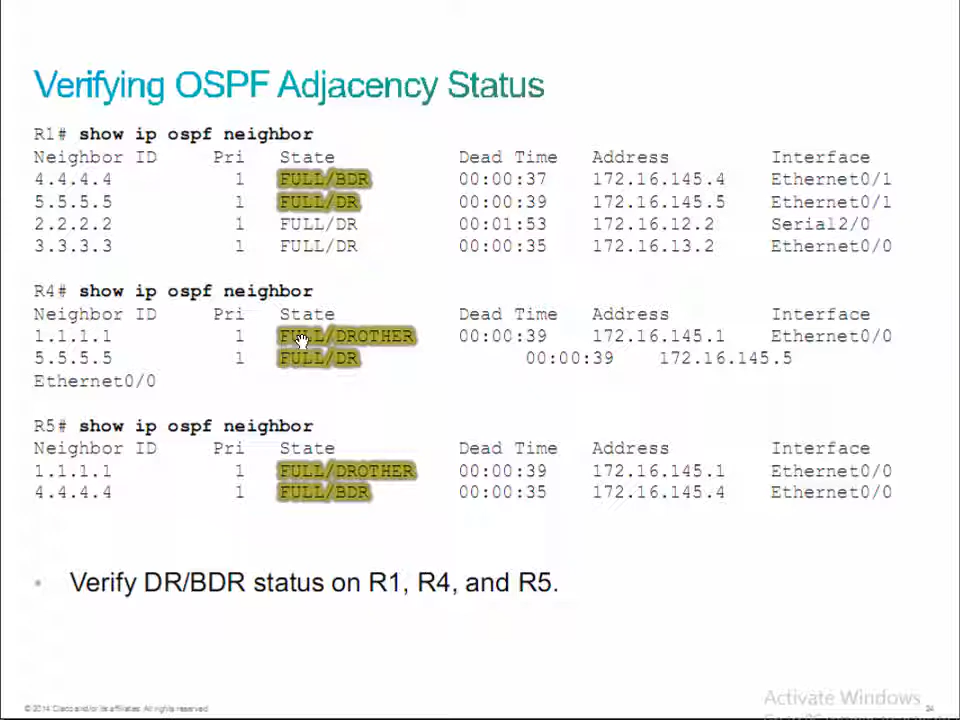 Verifying OSPF Adjacency Status
R1# show ip ospf neighbor
Neighbor ID Pri State Dead Time Address Interface
4.4.4.4 1 FULL/BDR 00:00:37 172.16.145.4 Ethernet0/1
5.5.5.5 1 FULL/DR 00:00:39 172.16.145.5 Ethernet0/1
2.2.2.2 1 FULL/DR 00:01:53 172.16.12.2 Serial2/0
3.3.3.3 1 FULL/DR 00:00:35 172.16.13.2 Ethernet0/0
R4# show ip ospf neighbor
Neighbor ID Pri State Dead Time Address Interface
1.1.1.1 1 FULL/DROTHER 00:00:39 172.16.145.1 Ethernet0/0
5.5.5.5 1 FULL/DR 00:00:39 172.16.145.5
Ethernet0/0
R5# show ip ospf neighbor
Neighbor ID Pri State Dead Time Address Interface
1.1.1.1 1 FULL/DROTHER 00:00:39 172.16.145.1 Ethernet0/0
4.4.4.4 1 FULL/BDR 00:00:35 172.16.145.4 Ethernet0/0
• Verify DR/BDR status on R1, R4, and R5.
© 2014 Cisco and/or its affiliates. All rights reserved.
Activate Windows